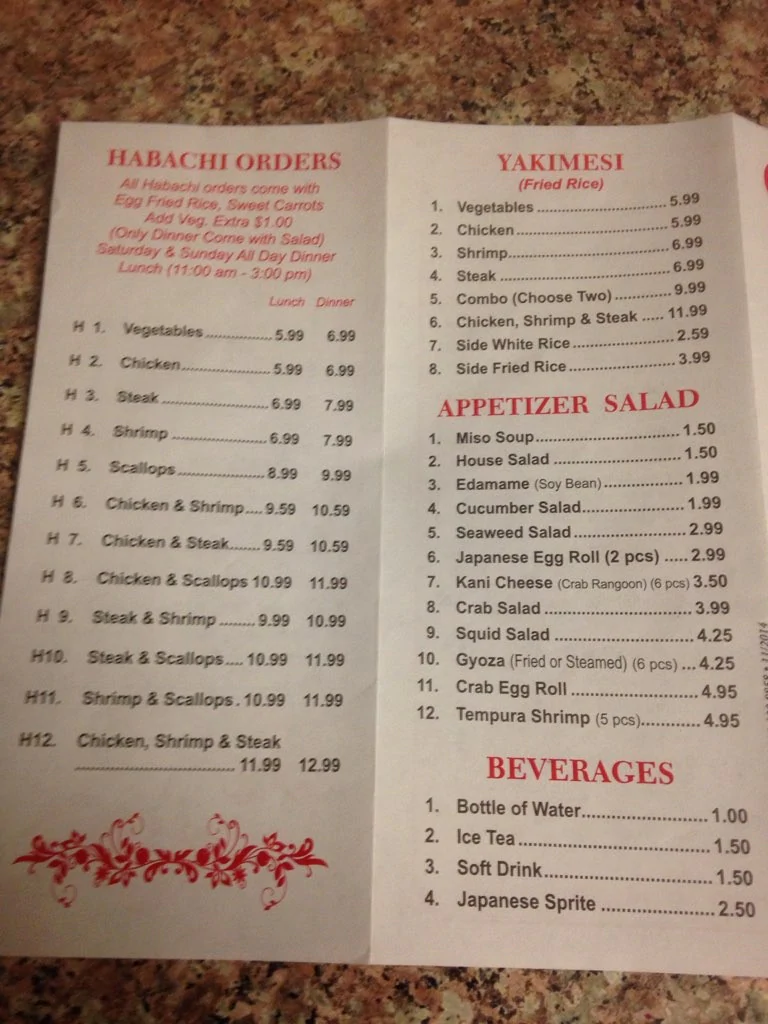 HABACHI ORDERS
All Habachi orders come with
Egg Fried Rice, Sweet Carrots
Add Veg. Extra $1.00
(Only Dinner Come with Salad)
Saturday & Sunday All Day Dinner
Lunch (11:00 am - 3:00 pm)
Lunch Dinner
H 1. Vegetables ................ 5.99 6.99
H 2. Chicken ..................... 5.99 6.99
H 3. Steak ......................... 6.99 7.99
H 4. Shrimp ...................... 6.99 7.99
H 5. Scallops .................... 8.99 9.99
H 6. Chicken & Shrimp.... 9.59 10.59
H 7. Chicken & Steak....... 9.59 10.59
H 8. Chicken & Scallops 10.99 11.99
H 9. Steak & Shrimp ........ 9.99 10.99
H10. Steak & Scallops.... 10.99 11.99
H11. Shrimp & Scallops . 10.99 11.99
H12. Chicken, Shrimp & Steak
..................................... 11.99 12.99
YAKIMESI
(Fried Rice)
1. Vegetables ............................... 5.99
2. Chicken ..................................... 5.99
3. Shrimp...................................... 6.99
4. Steak ........................................ 6.99
5. Combo (Choose Two) .............. 9.99
6. Chicken, Shrimp & Steak ..... 11.99
7. Side White Rice ....................... 2.59
8. Side Fried Rice ........................ 3.99
APPETIZER SALAD
1. Miso Soup................................ 1.50
2. House Salad ............................ 1.50
3. Edamame (Soy Bean) ................ 1.99
4. Cucumber Salad....................... 1.99
5. Seaweed Salad ........................ 2.99
6. Japanese Egg Roll (2 pcs) ..... 2.99
7. Kani Cheese (Crab Rangoon) (6 pcs) 3.50
8. Crab Salad ............................... 3.99
9. Squid Salad ............................. 4.25
10. Gyoza (Fried or Steamed) (6 pcs) ... 4.25
11. Crab Egg Roll .......................... 4.95
12. Tempura Shrimp (5 pcs)............ 4.95
BEVERAGES
1. Bottle of Water........................ 1.00
2. Ice Tea ..................................... 1.50
3. Soft Drink................................ 1.50
4. Japanese Sprite ..................... 2.50
11/2014